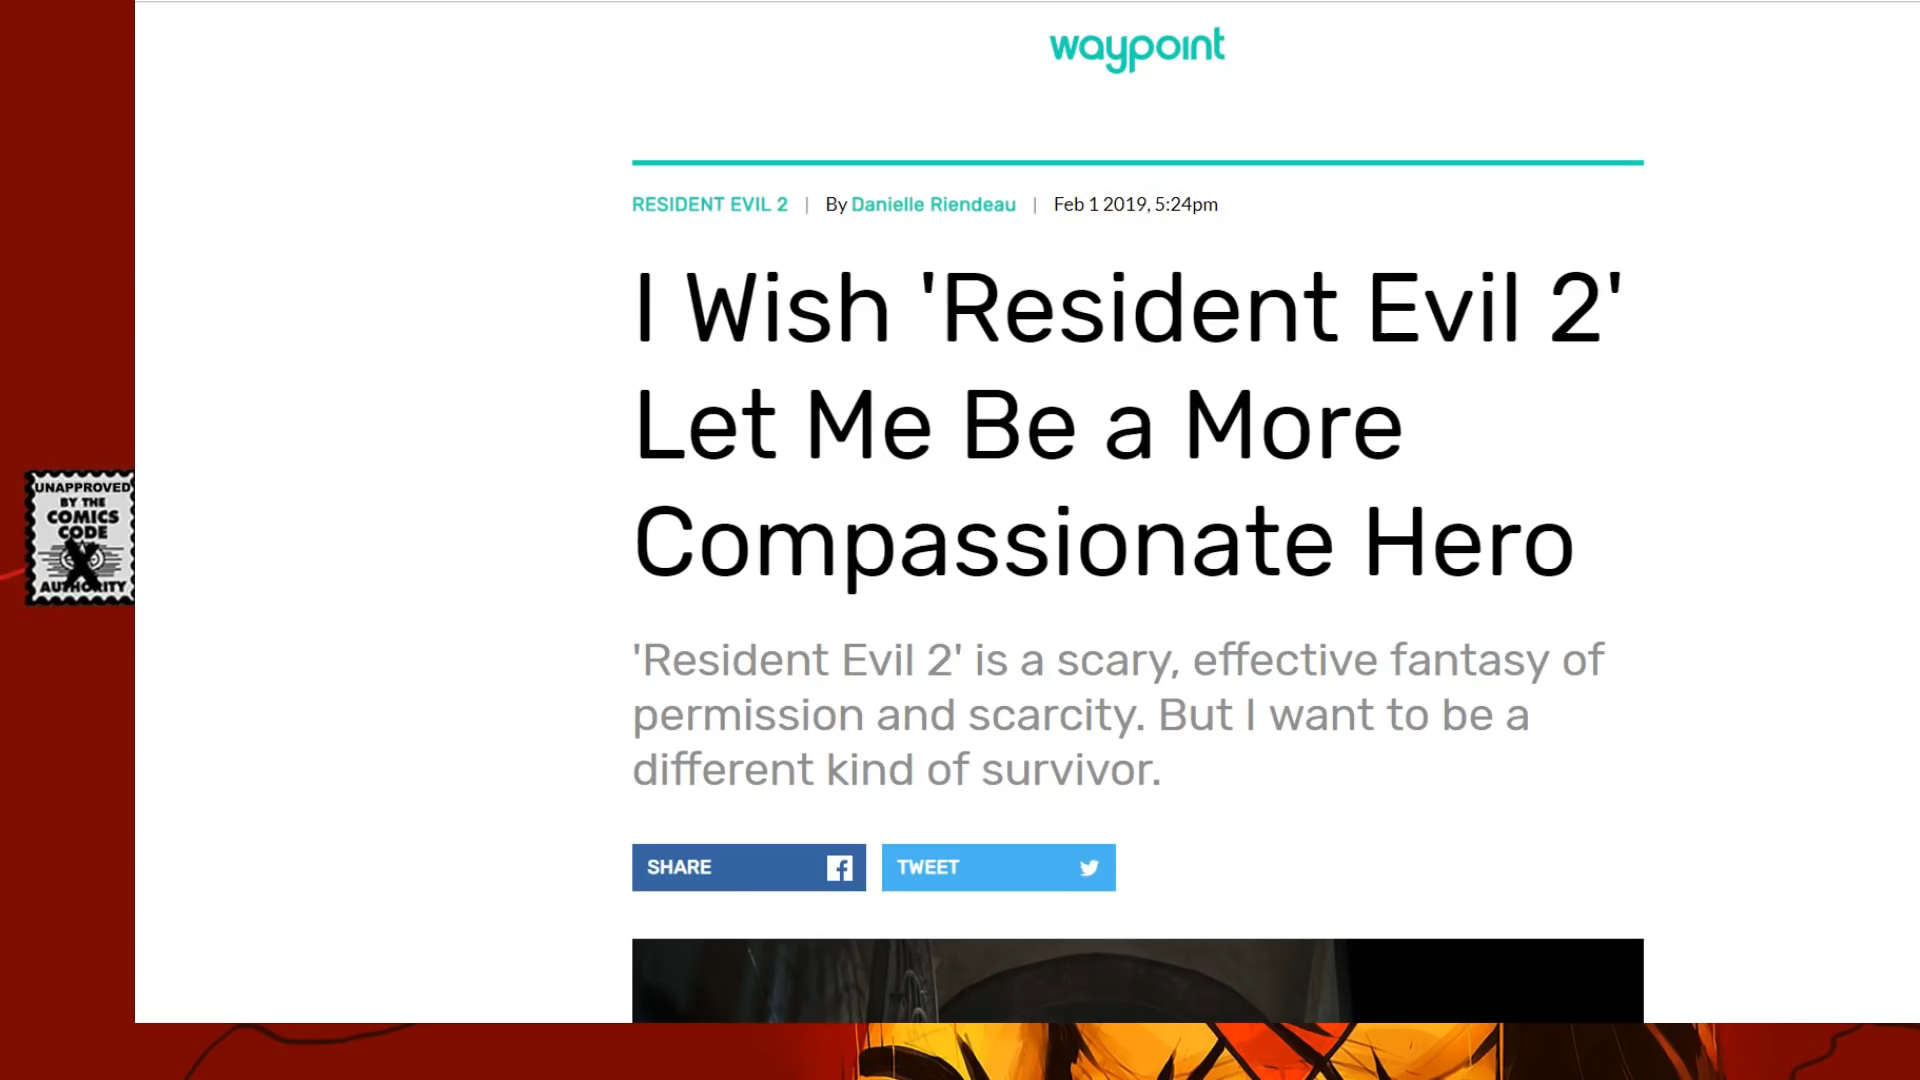 waypoint
RESIDENT EVIL 2 | By Danielle Riendeau | Feb 1 2019, 5:24pm
I Wish 'Resident Evil 2'
Let Me Be a More
Compassionate Hero
'Resident Evil 2' is a scary, effective fantasy of
permission and scarcity. But I want to be a
different kind of survivor.
SHARE
TWEET
UNAPPROVED
BY THE
COMICS
CODE
AUTHORITY